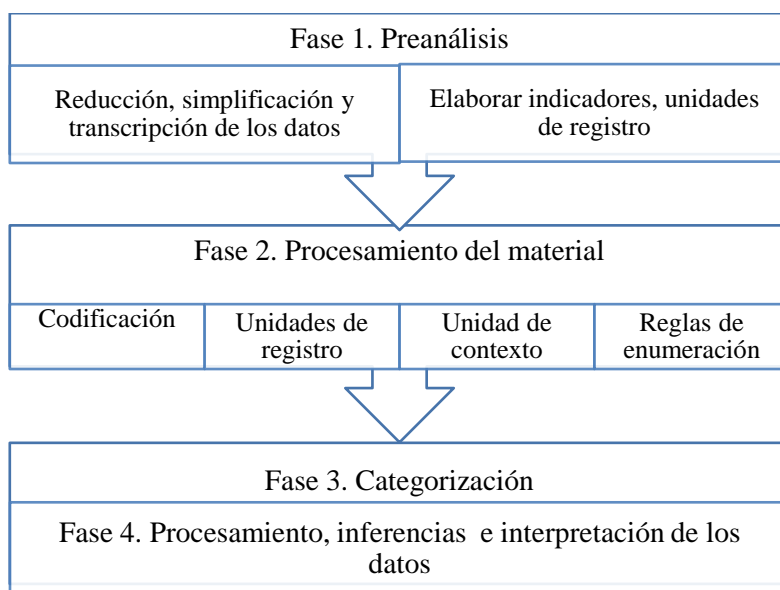 Fase 1. Preanálisis
Reducción, simplificación y
transcripción de los datos
Elaborar indicadores, unidades
de registro
Fase 2. Procesamiento del material
Codificación
Unidades de
registro
Unidad de
contexto
Reglas de
enumeración
Fase 3. Categorización
Fase 4. Procesamiento, inferencias  e interpretación de los
datos